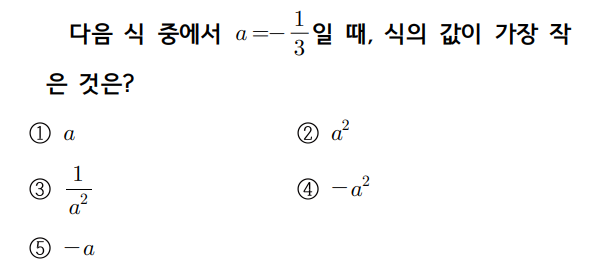 다음 식 중에서 $a=-\frac{1}{3}$일 때, 식의 값이 가장 작
은 것은?
① $a$ ② $a^2$
③ $\frac{1}{a^2}$ ④ $-a^2$
⑤ $-a$